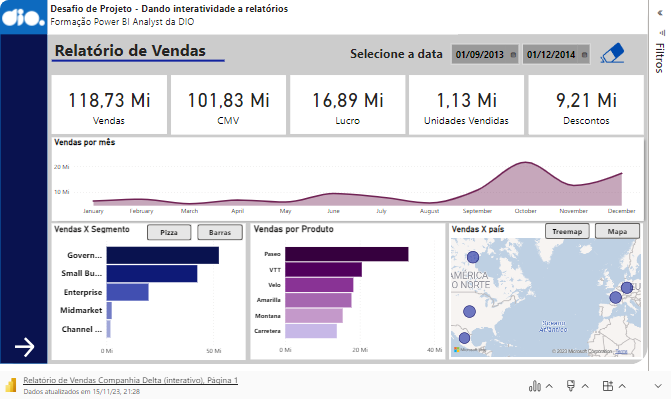 dio.
Desafio de Projeto - Dando interatividade a relatórios
Formação Power BI Analyst da DIO
Relatório de Vendas
Selecione a data
01/09/2013
01/12/2014
Filtros
118,73 Mi
Vendas
101,83 Mi
CMV
16,89 Mi
Lucro
1,13 Mi
Unidades Vendidas
9,21 Mi
Descontos
Vendas por mês
20 Mi
10 Mi
January February March April May June July August September October November December
Vendas X Segmento
Pizza
Barras
Govern...
Small Bu...
Enterprise
Midmarket
Channel ...
0 Mi 50 Mi
Vendas por Produto
Paseo
VTT
Velo
Amarilla
Montana
Carretera
0 Mi 20 Mi 40 Mi
Vendas X país
Treemap
Mapa
AMÉRICA
DO NORTE
Oceano
Atlântico
© 2023 Microsoft Corporation Terms
Relatório de Vendas Companhia Delta (interativo), Página 1
Dados atualizados em 15/11/23, 21:28